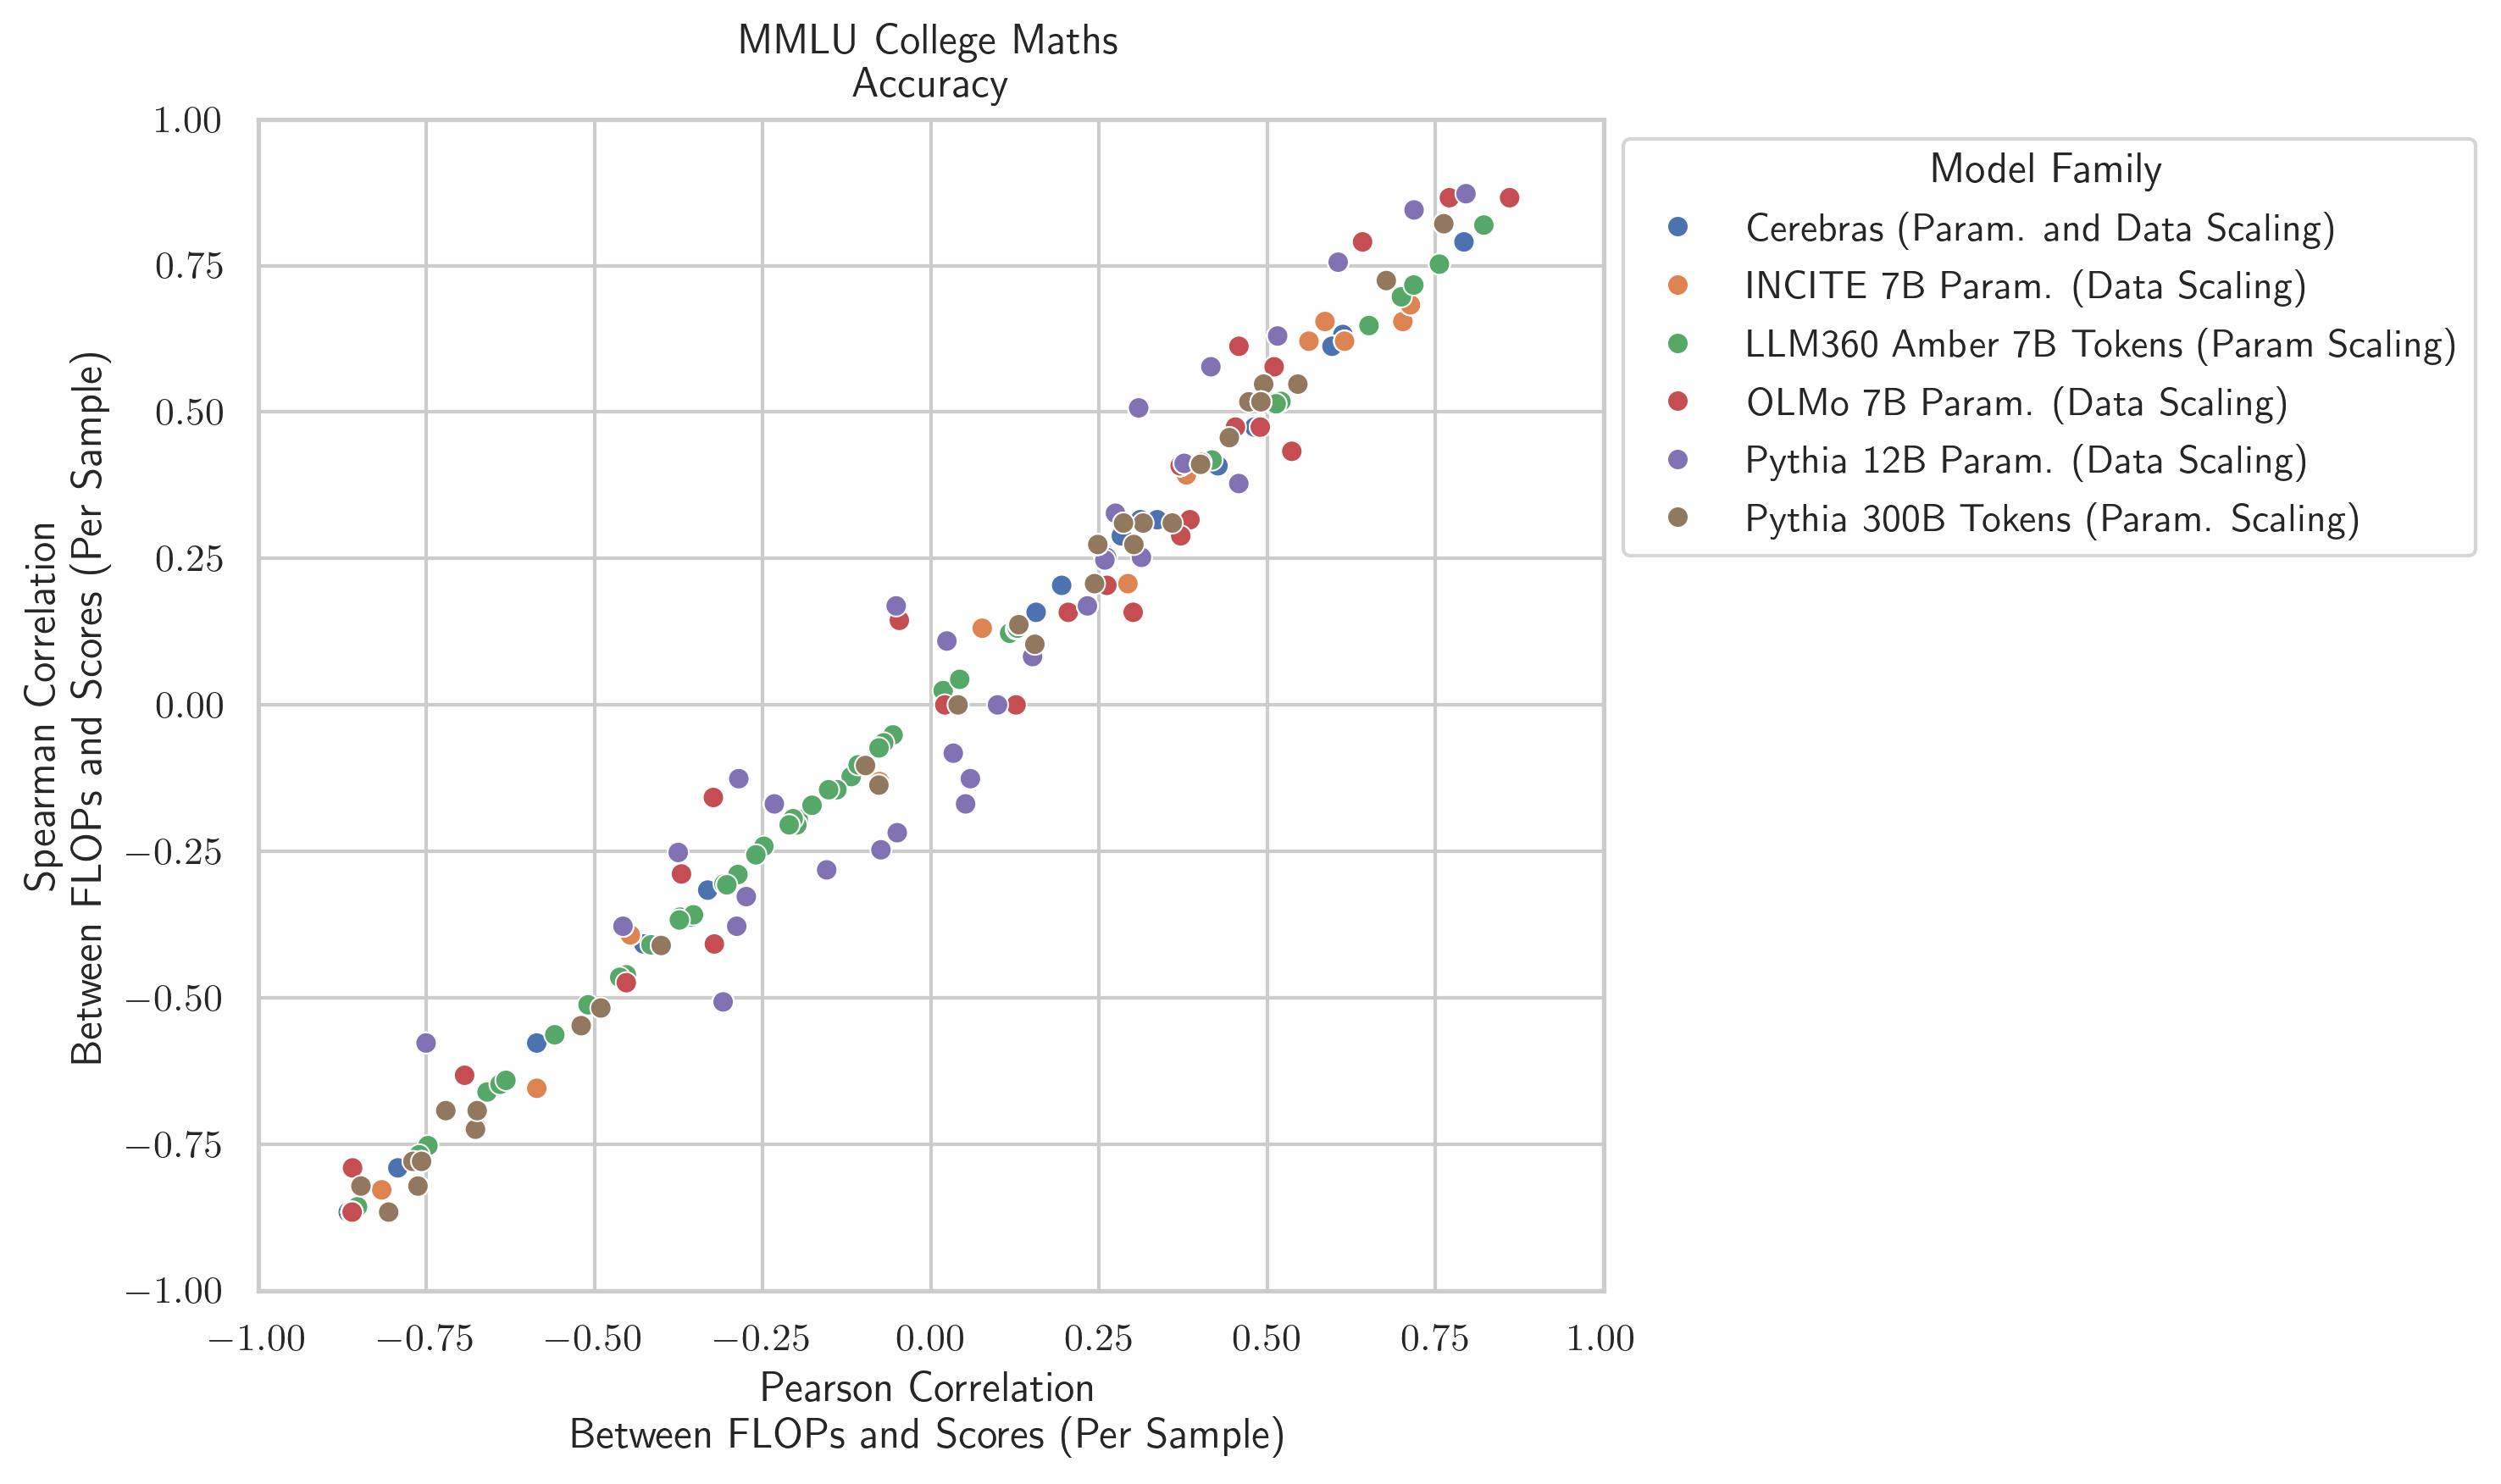 MMLU College Maths
Accuracy
1.00
0.75
0.50
0.25
0.00
−0.25
−0.50
−0.75
−1.00
Spearman Correlation
Between FLOPs and Scores (Per Sample)
−1.00 −0.75 −0.50 −0.25 0.00 0.25 0.50 0.75 1.00
Pearson Correlation
Between FLOPs and Scores (Per Sample)
Model Family
Cerebras (Param. and Data Scaling)
INCITE 7B Param. (Data Scaling)
LLM360 Amber 7B Tokens (Param Scaling)
OLMo 7B Param. (Data Scaling)
Pythia 12B Param. (Data Scaling)
Pythia 300B Tokens (Param. Scaling)